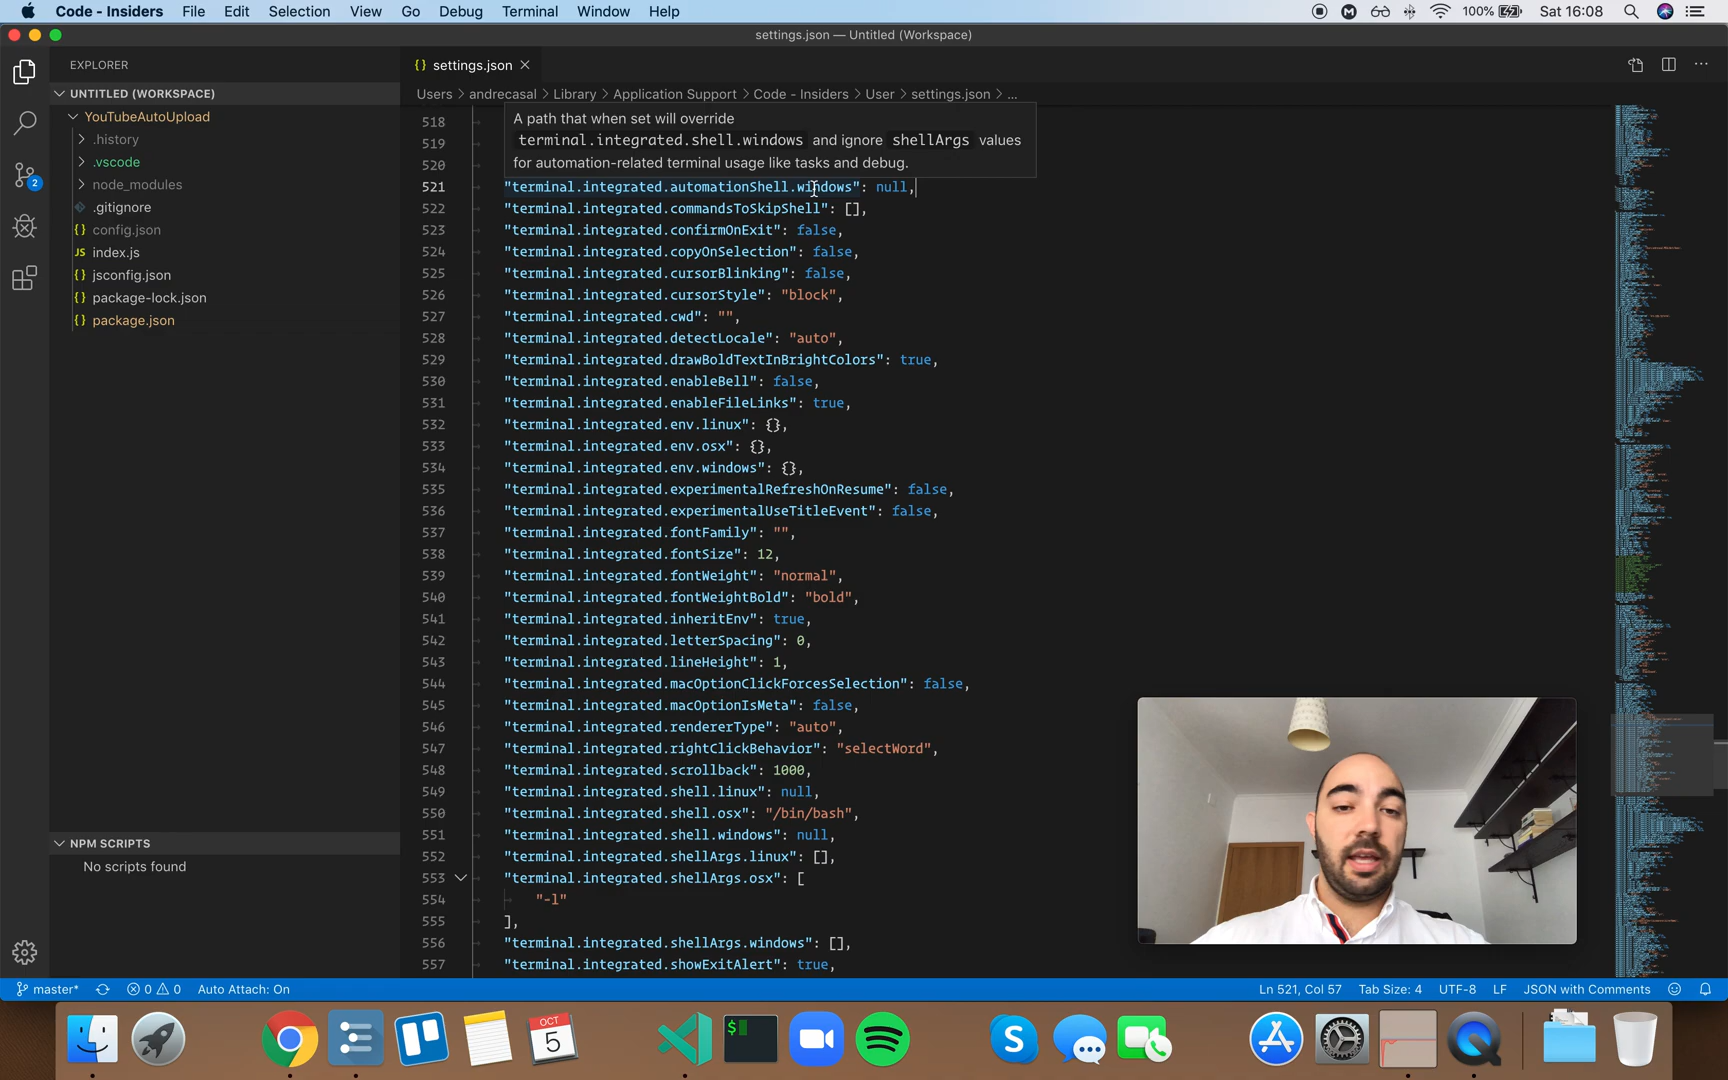 Code - Insiders File Edit Selection View Go Debug Terminal Window Help 100% Sat 16:08
settings.json — Untitled (Workspace)
EXPLORER
UNTITLED (WORKSPACE)
YouTubeAutoUpload
.history
.vscode
node_modules
.gitignore
config.json
index.js
jsconfig.json
package-lock.json
package.json
2
NPM SCRIPTS
No scripts found
settings.json
Users > andrecasal > Library > Application Support > Code - Insiders > User > settings.json > ...
A path that when set will override
terminal.integrated.shell.windows and ignore shellArgs values
for automation-related terminal usage like tasks and debug.
518
519
520
521 "terminal.integrated.automationShell.windows": null,
522 "terminal.integrated.commandsToSkipShell": [],
523 "terminal.integrated.confirmOnExit": false,
524 "terminal.integrated.copyOnSelection": false,
525 "terminal.integrated.cursorBlinking": false,
526 "terminal.integrated.cursorStyle": "block",
527 "terminal.integrated.cwd": "",
528 "terminal.integrated.detectLocale": "auto",
529 "terminal.integrated.drawBoldTextInBrightColors": true,
530 "terminal.integrated.enableBell": false,
531 "terminal.integrated.enableFileLinks": true,
532 "terminal.integrated.env.linux": {},
533 "terminal.integrated.env.osx": {},
534 "terminal.integrated.env.windows": {},
535 "terminal.integrated.experimentalRefreshOnResume": false,
536 "terminal.integrated.experimentalUseTitleEvent": false,
537 "terminal.integrated.fontFamily": "",
538 "terminal.integrated.fontSize": 12,
539 "terminal.integrated.fontWeight": "normal",
540 "terminal.integrated.fontWeightBold": "bold",
541 "terminal.integrated.inheritEnv": true,
542 "terminal.integrated.letterSpacing": 0,
543 "terminal.integrated.lineHeight": 1,
544 "terminal.integrated.macOptionClickForcesSelection": false,
545 "terminal.integrated.macOptionIsMeta": false,
546 "terminal.integrated.rendererType": "auto",
547 "terminal.integrated.rightClickBehavior": "selectWord",
548 "terminal.integrated.scrollback": 1000,
549 "terminal.integrated.shell.linux": null,
550 "terminal.integrated.shell.osx": "/bin/bash",
551 "terminal.integrated.shell.windows": null,
552 "terminal.integrated.shellArgs.linux": [],
553 "terminal.integrated.shellArgs.osx": [
554 "-l"
555 ],
556 "terminal.integrated.shellArgs.windows": [],
557 "terminal.integrated.showExitAlert": true,
master* 0 0 Auto Attach: On Ln 521, Col 57 Tab Size: 4 UTF-8 LF JSON with Comments
OCT
5
$